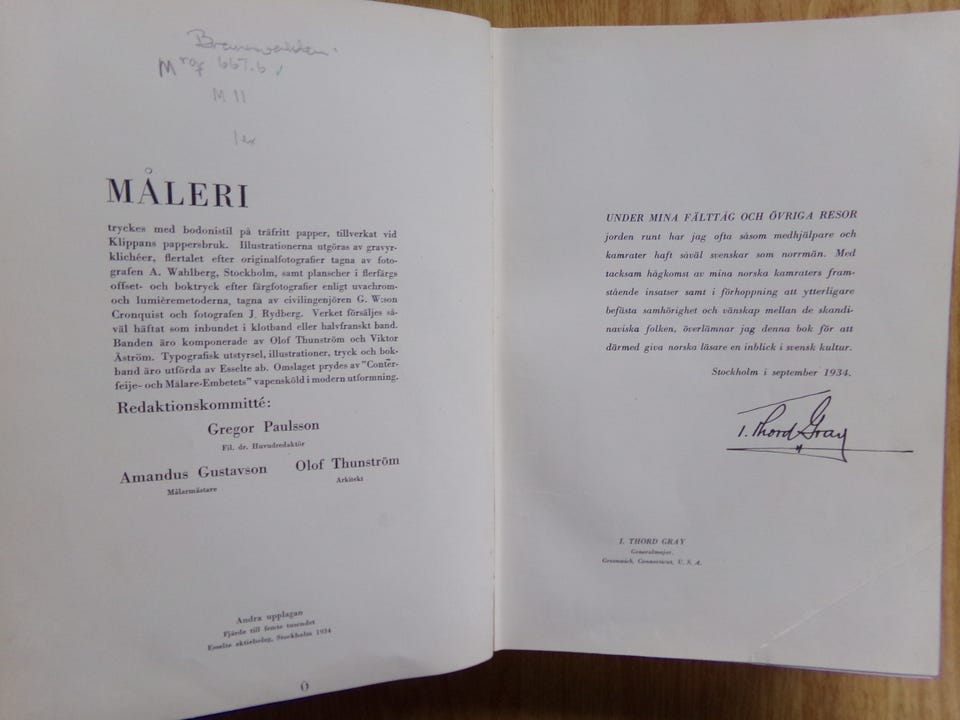 M rof 667.6
M 11
MÅLERI
tryckes med bodonistil på träfritt papper, tillverkat vid
Klippans pappersbruk. Illustrationerna utgöras av gravyr-
klichéer, flertalet efter originalfotografier tagna av foto-
grafen A. Wahlberg, Stockholm, samt planscher i flerfärgs
offset- och boktryck efter färgfotografier enligt uvachrom-
och lumièremetoderna, tagna av civilingenjören G. W:son
Cronquist och fotografen J. Rydberg. Verket försäljes så-
väl häftat som inbundet i klotband eller halvfranskt band.
Banden äro komponerade av Olof Thunström och Viktor
Åström. Typografisk utstyrsel, illustrationer, tryck och bok-
band äro utförda av Esselte ab. Omslaget prydes av "Conter-
feije- och Målare-Embetets" vapensköld i modern utformning.
Redaktionskommitté:
Gregor Paulsson
Fil. dr. Huvudredaktör
Amandus Gustavson Olof Thunström
Målarmästare Arkitekt
Andra upplagan
Fjärde till femte tusendet
Esselte aktiebolag, Stockholm 1934
UNDER MINA FÄLTTÅG OCH ÖVRIGA RESOR
jorden runt har jag ofta såsom medhjälpare och
kamrater haft såväl svenskar som norrmän. Med
tacksam hågkomst av mina norska kamraters fram-
stående insatser samt i förhoppning att ytterligare
befästa samhörighet och vänskap mellan de skandi-
naviska folken, överlämnar jag denna bok för att
därmed giva norska läsare en inblick i svensk kultur.
Stockholm i september 1934.
I. Thord Gray
I. THORD GRAY
Generalmajor.
Greenwich, Connecticut, U. S. A.